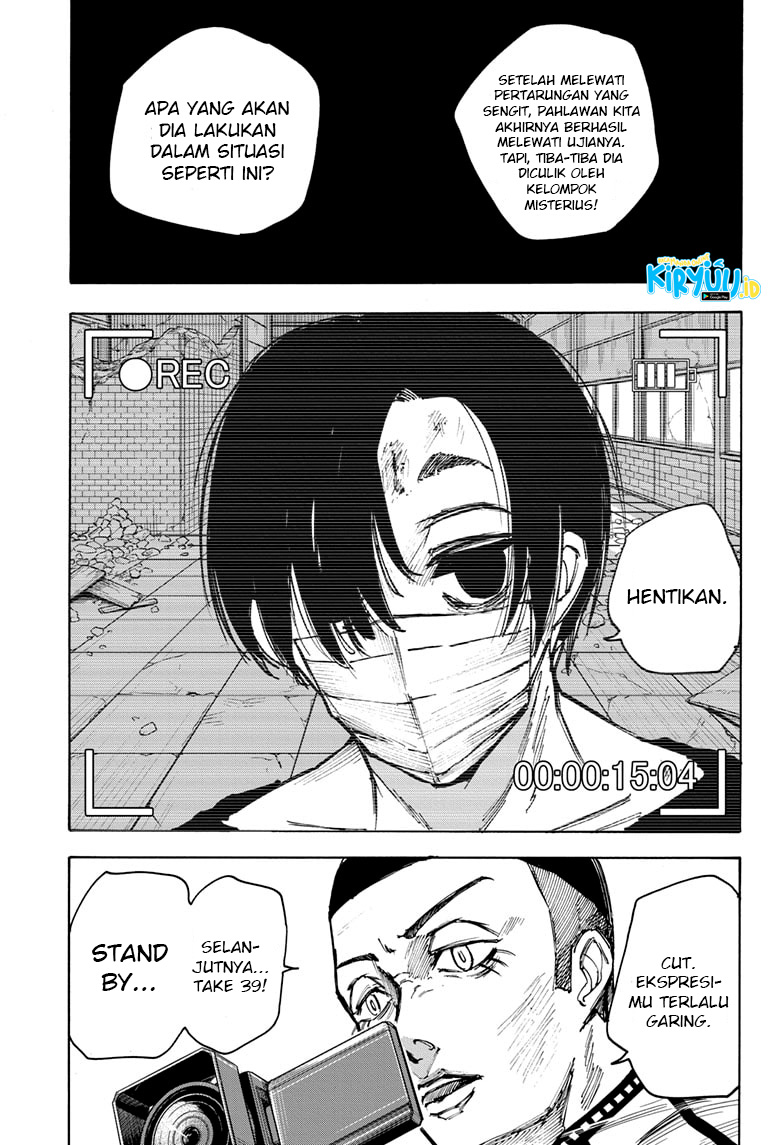 SETELAH MELEWATI
PERTARUNGAN YANG
SENGIT, PAHLAWAN KITA
AKHIRNYA BERHASIL
MELEWATI UJIANYA.
TAPI, TIBA-TIBA DIA
DICULIK OLEH
KELOMPOK
MISTERIUS!
APA YANG AKAN
DIA LAKUKAN
DALAM SITUASI
SEPERTI INI?
KiRYUU.iD
REC
HENTIKAN.
00:00:15:04
CUT.
EKSPRESI-
MU TERLALU
GARING.
SELAN-
JUTNYA...
TAKE 39!
STAND
BY...